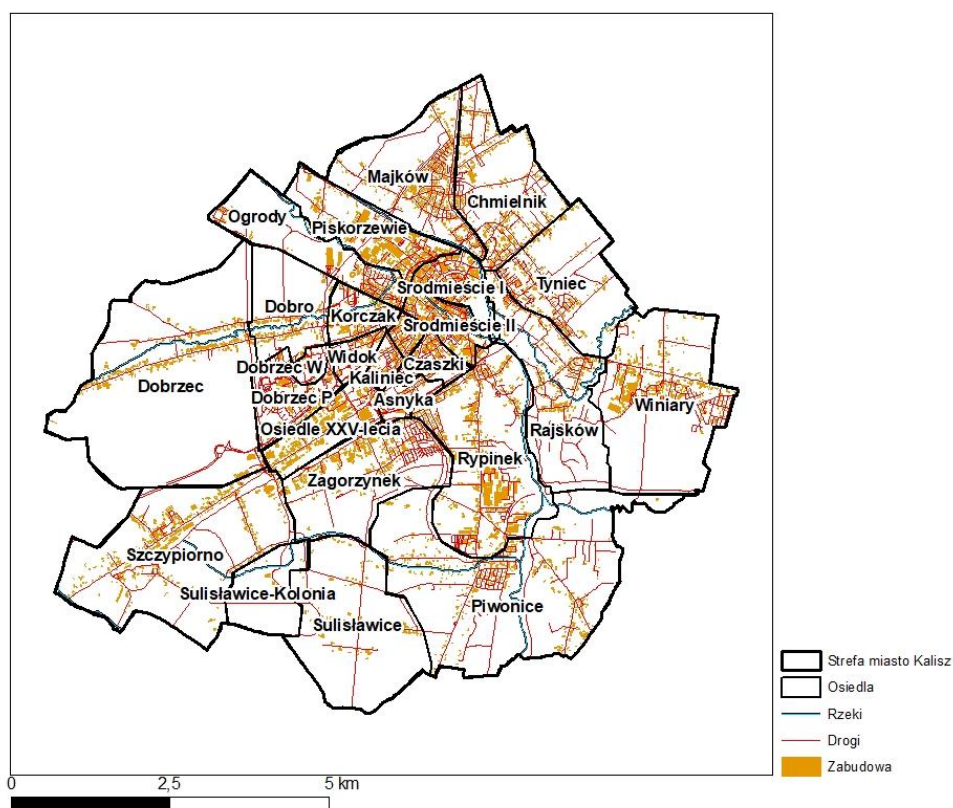 Majków
Chmielnik
Ogrody
Piskorzewie
Tyniec
Środmieście I
Dobro
Korczak
Środmieście II
Dobrzec W
Widok
Czaszki
Dobrzec
Kaliniec
Dobrzec P
Asnyka
Winiary
Osiedle XXV-lecia
Rajsków
Rypinek
Zagorzynek
Szczypiorno
Sulisławice-Kolonia
Piwonice
Sulisławice
Strefa miasto Kalisz
Osiedla
Rzeki
Drogi
Zabudowa
0 2,5 5 km